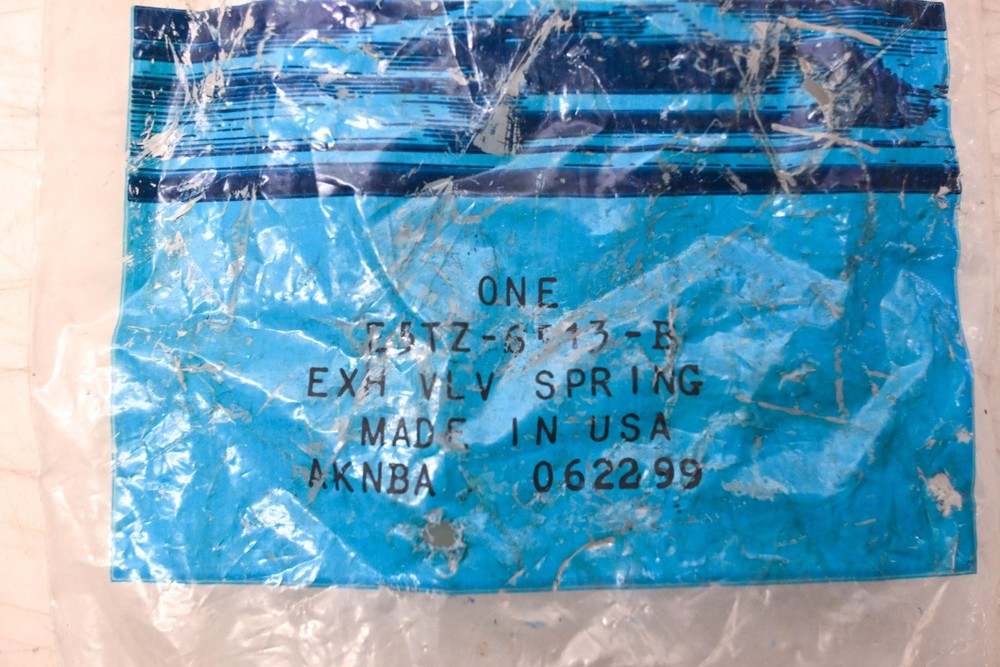 ONE
E5TZ-6513-B
EXH VLV SPRING
MADE IN USA
AKNBA 062299